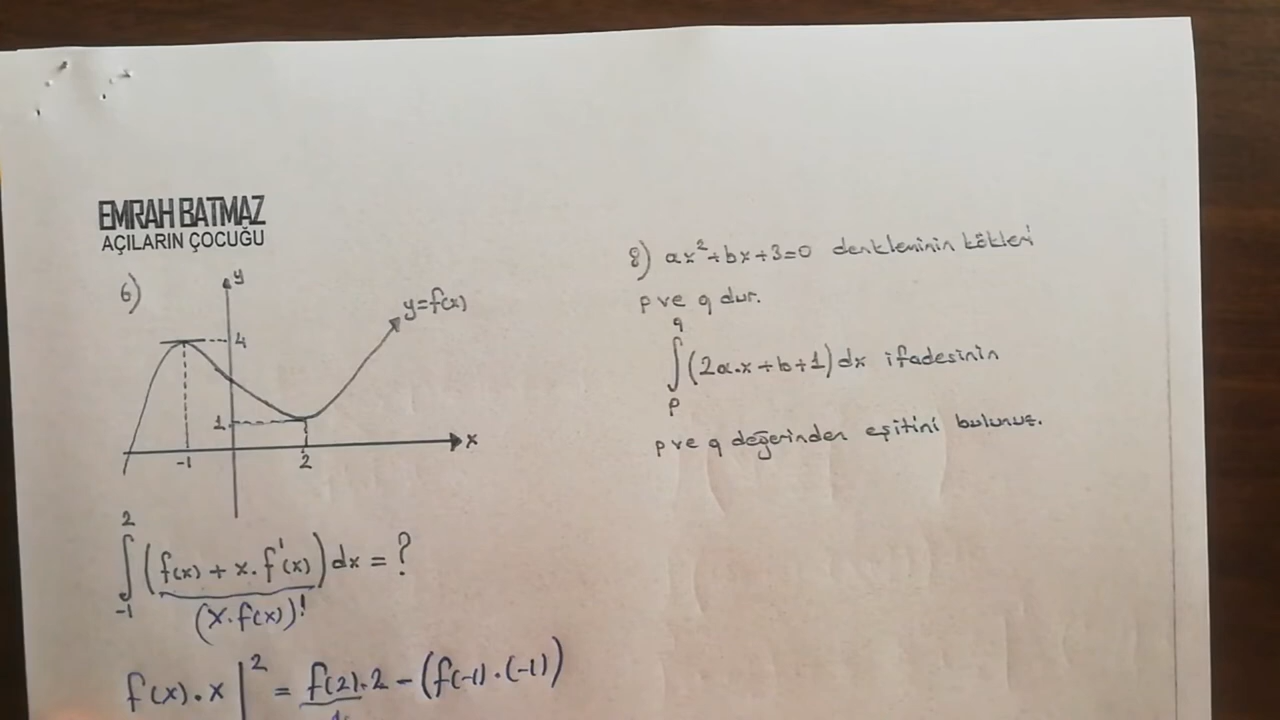 EMRAH BATMAZ
AÇILARIN ÇOCUĞU
6)
y
y=f(x)
4
1
-1
2
x
2
∫(f(x) + x.f'(x))dx = ?
-1
(x.f(x))'
f(x).x |² = f(2).2 - (f(-1).(-1))
8) ax²+bx+3=0 denkleminin kökleri
p ve q dur.
q
∫(2a.x+b+1)dx ifadesinin
p
p ve q değerinden eşitini bulunuz.